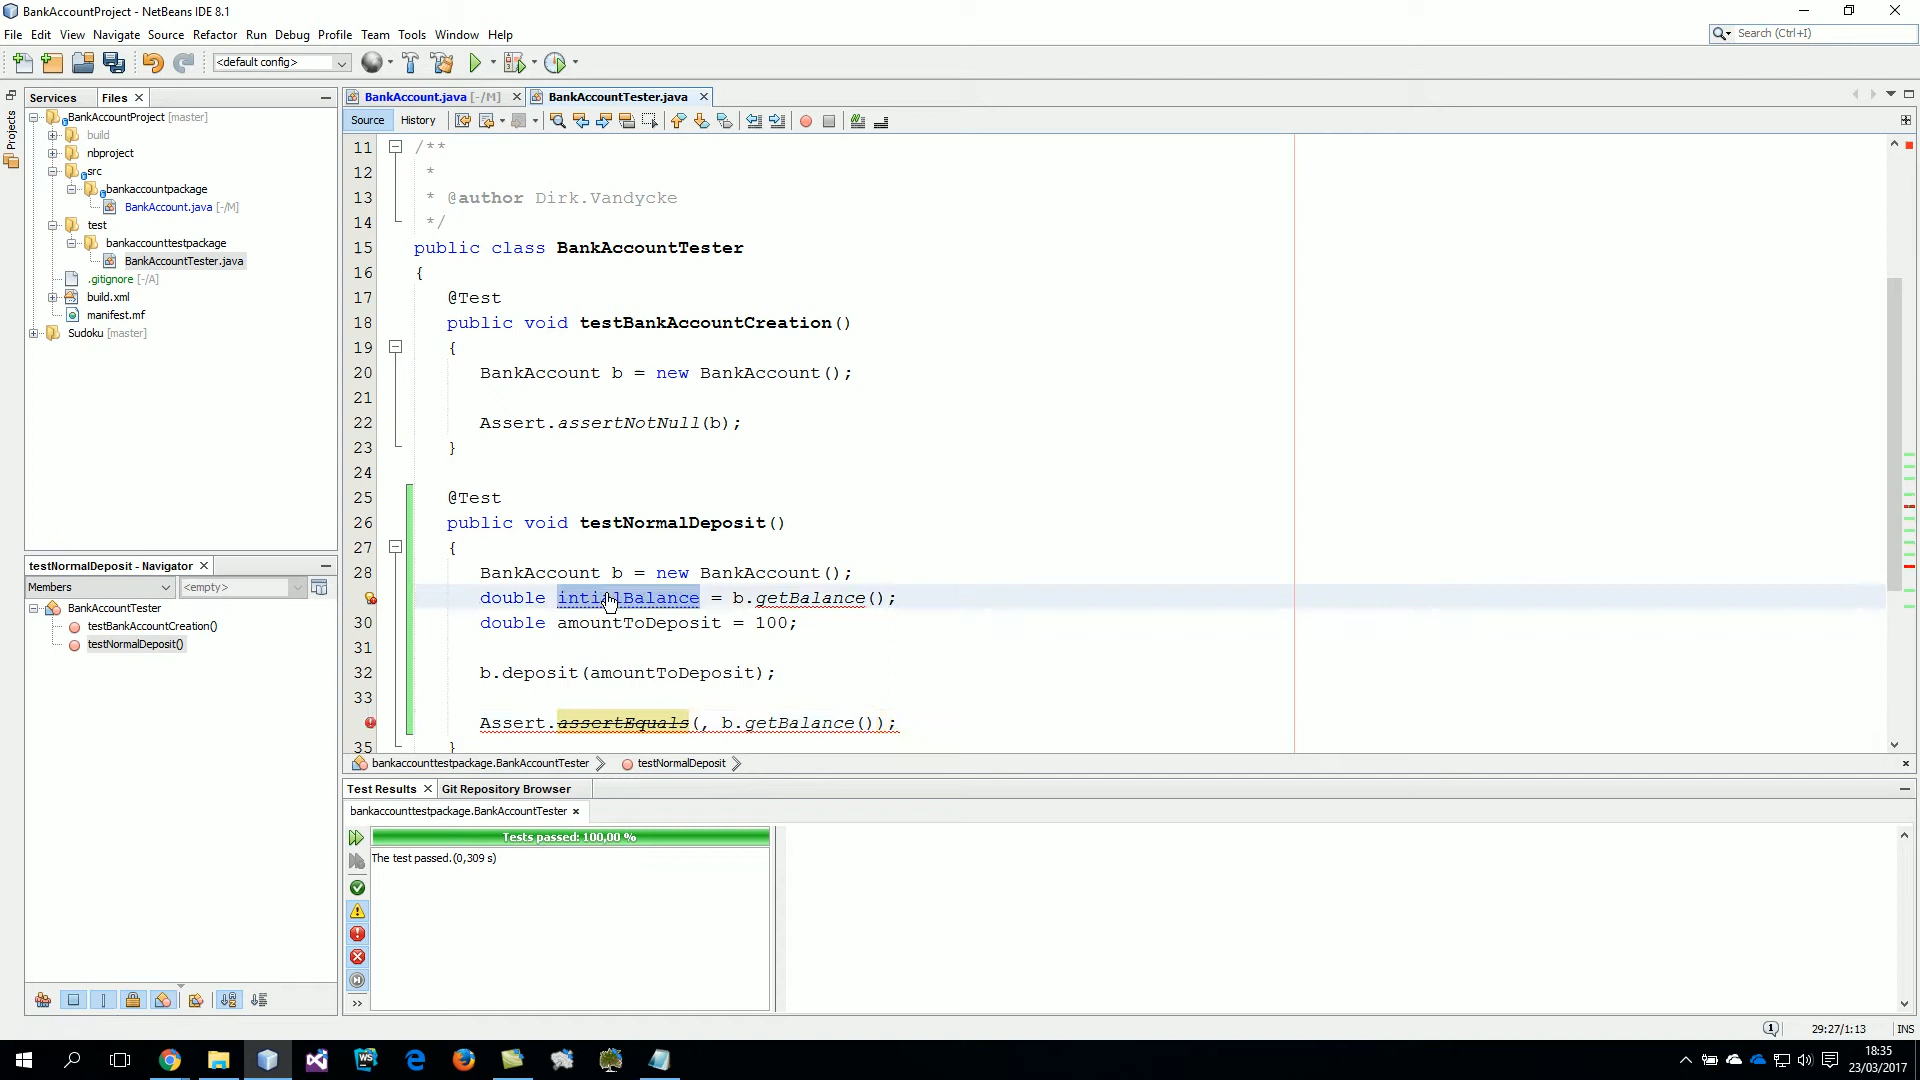 BankAccountProject - NetBeans IDE 8.1
File Edit View Navigate Source Refactor Run Debug Profile Team Tools Window Help
Search (Ctrl+I)
<default config>
Services Files
BankAccount.java [-/M] BankAccountTester.java
Projects
Source History
BankAccountProject [master]
build
nbproject
src
bankaccountpackage
BankAccount.java [-/M]
test
bankaccounttestpackage
BankAccountTester.java
.gitignore [-/A]
build.xml
manifest.mf
Sudoku [master]
testNormalDeposit - Navigator
Members <empty>
BankAccountTester
testBankAccountCreation()
testNormalDeposit()
11 /**
12 *
13 * @author Dirk.Vandycke
14 */
15 public class BankAccountTester
16 {
17 @Test
18 public void testBankAccountCreation()
19 {
20 BankAccount b = new BankAccount();
21
22 Assert.assertNotNull(b);
23 }
24
25 @Test
26 public void testNormalDeposit()
27 {
28 BankAccount b = new BankAccount();
double intialBalance = b.getBalance();
30 double amountToDeposit = 100;
31
32 b.deposit(amountToDeposit);
33
Assert.assertEquals(, b.getBalance());
35 }
bankaccounttestpackage.BankAccountTester testNormalDeposit
Test Results Git Repository Browser
bankaccounttestpackage.BankAccountTester
Tests passed: 100,00 %
The test passed.(0,309 s)
1 29:27/1:13 INS
18:35
23/03/2017